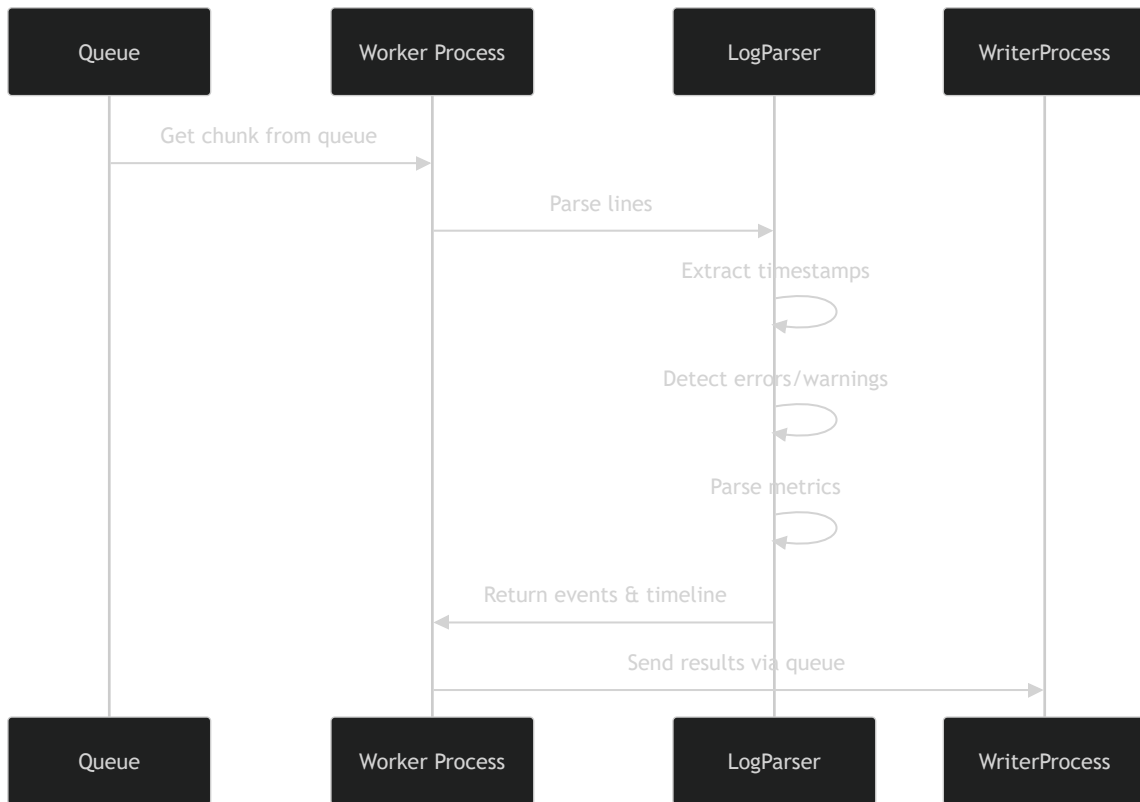 Queue
Worker Process
LogParser
WriterProcess
Get chunk from queue
Parse lines
Extract timestamps
Detect errors/warnings
Parse metrics
Return events & timeline
Send results via queue
Queue
Worker Process
LogParser
WriterProcess